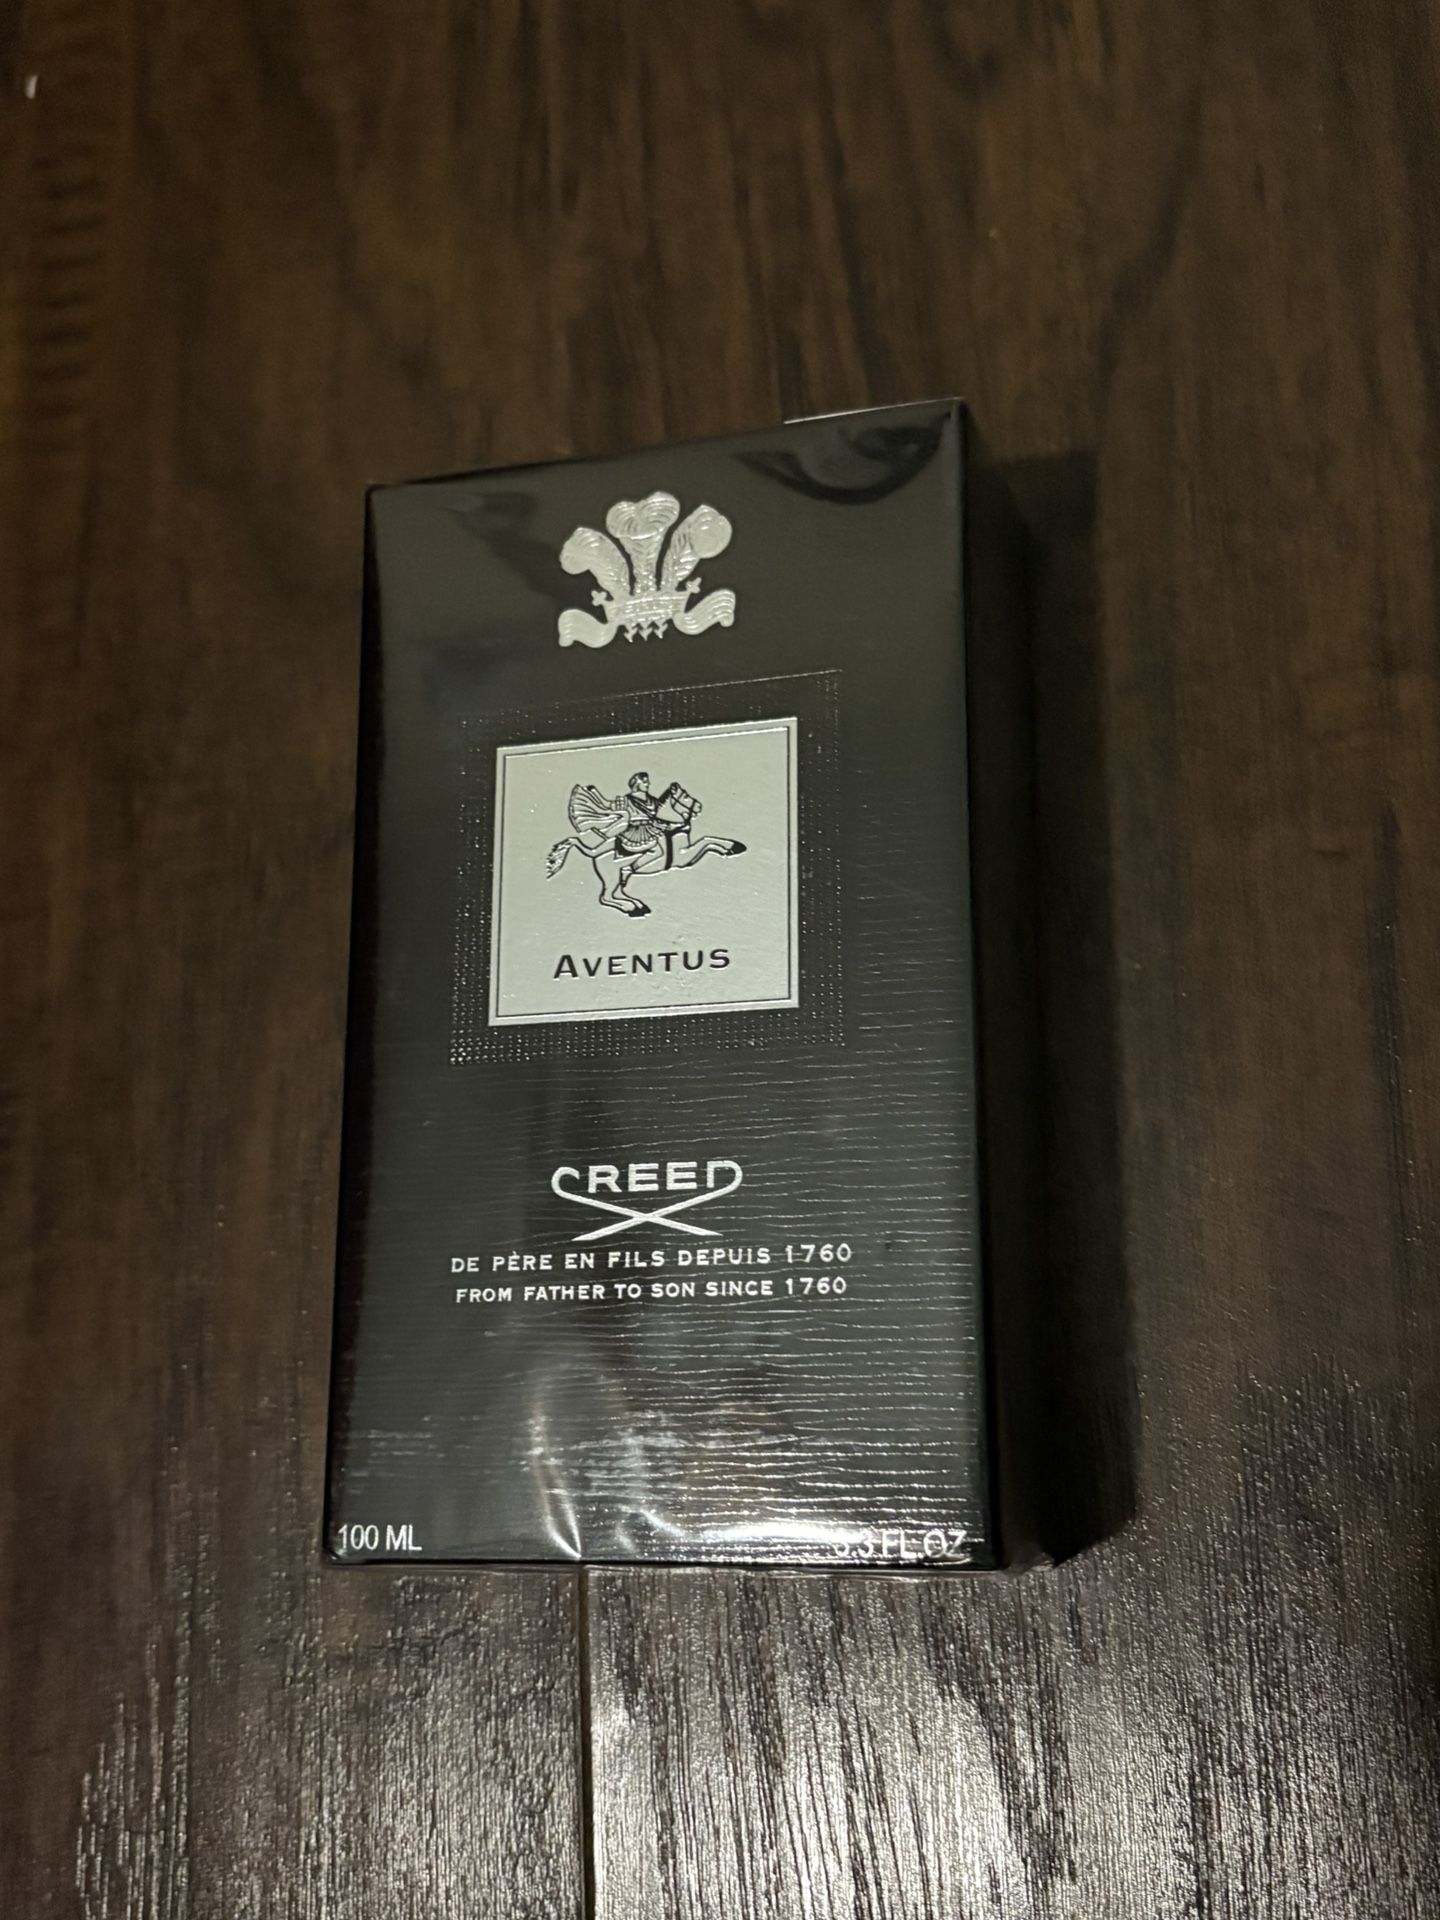 AVENTUS
CREED
DE PÈRE EN FILS DEPUIS 1760
FROM FATHER TO SON SINCE 1760
100 ML 3.3 FL.OZ